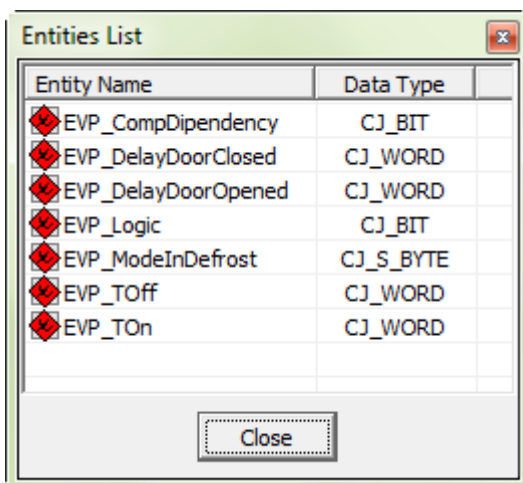 Entities List
Entity Name Data Type
EVP_CompDipendency CJ_BIT
EVP_DelayDoorClosed CJ_WORD
EVP_DelayDoorOpened CJ_WORD
EVP_Logic CJ_BIT
EVP_ModeInDefrost CJ_S_BYTE
EVP_TOff CJ_WORD
EVP_TOn CJ_WORD
Close